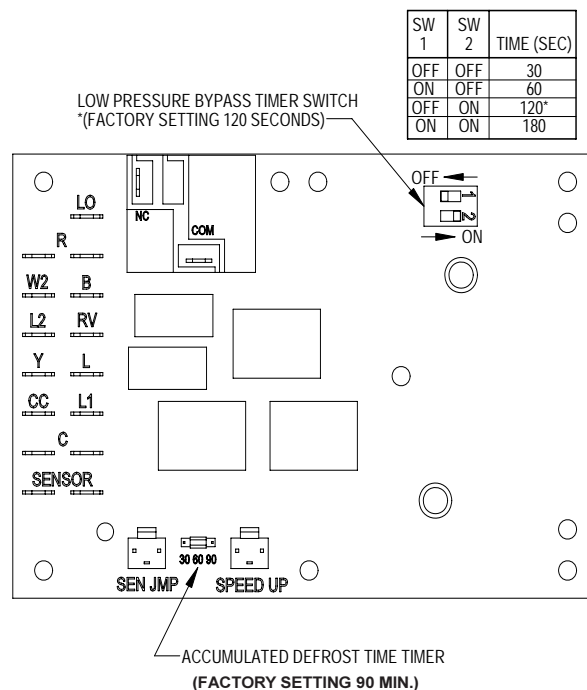 SW 1 SW 2 TIME (SEC)
OFF OFF 30
ON OFF 60
OFF ON 120*
ON ON 180
LOW PRESSURE BYPASS TIMER SWITCH
*(FACTORY SETTING 120 SECONDS)
OFF
1
2
ON
NC
COM
LO
R
W2 B
L2 RV
Y L
CC L1
C
SENSOR
30 60 90
SEN JMP SPEED UP
ACCUMULATED DEFROST TIME TIMER
(FACTORY SETTING 90 MIN.)